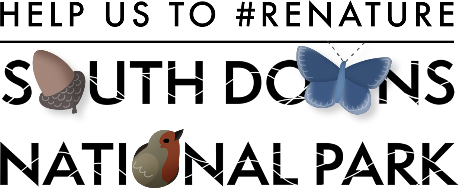 HELP US TO #RENATURE
SOUTH DOWNS
NATIONAL PARK